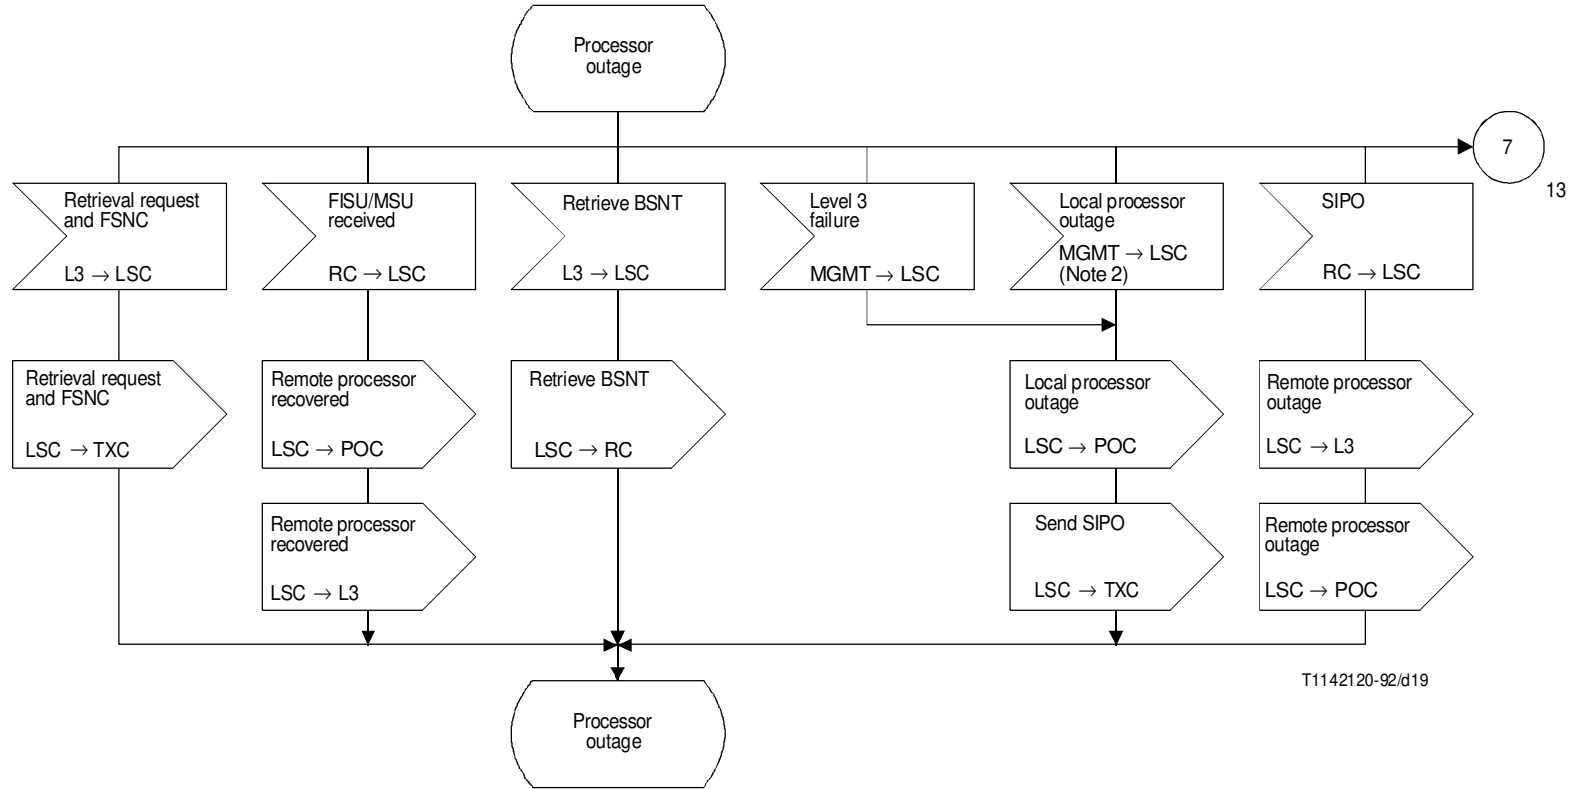 Processor
outage
7
13
Retrieval request
and FSNC
L3 → LSC
FISU/MSU
received
RC → LSC
Retrieve BSNT
L3 → LSC
Level 3
failure
MGMT → LSC
Local processor
outage
MGMT → LSC
(Note 2)
SIPO
RC → LSC
Retrieval request
and FSNC
LSC → TXC
Remote processor
recovered
LSC → POC
Retrieve BSNT
LSC → RC
Local processor
outage
LSC → POC
Remote processor
outage
LSC → L3
Remote processor
recovered
LSC → L3
Send SIPO
LSC → TXC
Remote processor
outage
LSC → POC
T1142120-92/d19
Processor
outage